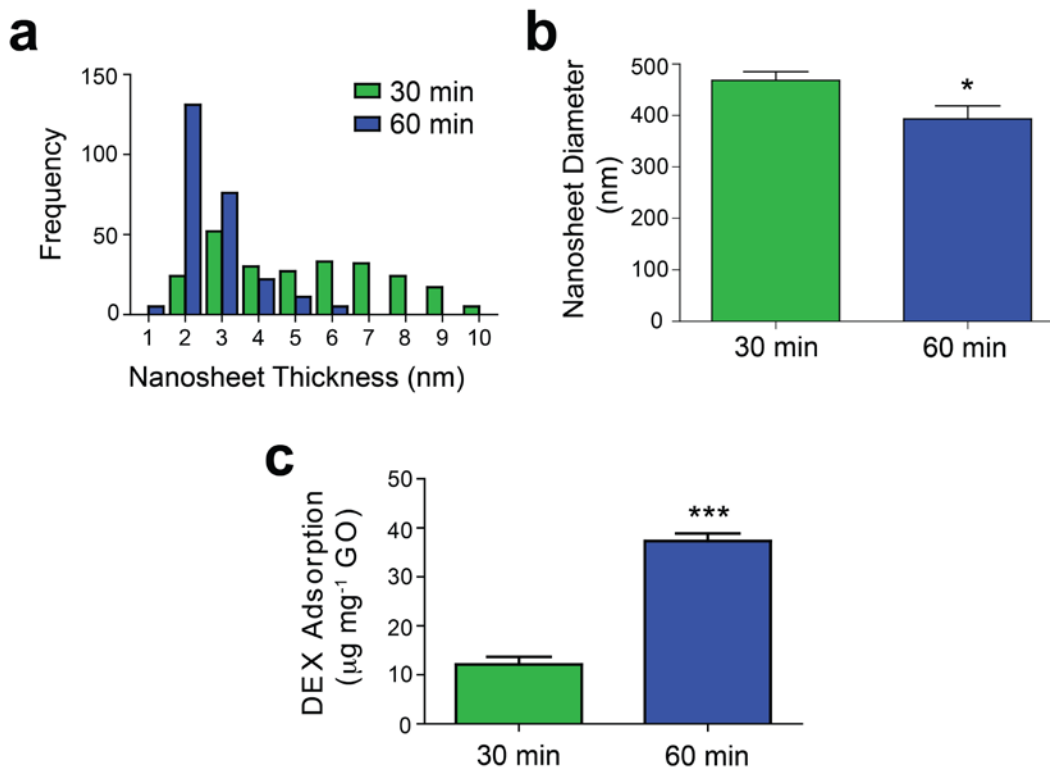 a
150
100
50
0
Frequency
30 min
60 min
1 2 3 4 5 6 7 8 9 10
Nanosheet Thickness (nm)
b
500
400
300
200
100
0
Nanosheet Diameter
(nm)
*
30 min 60 min
c
50
40
30
20
10
0
DEX Adsorption
(µg mg⁻¹ GO)
***
30 min 60 min